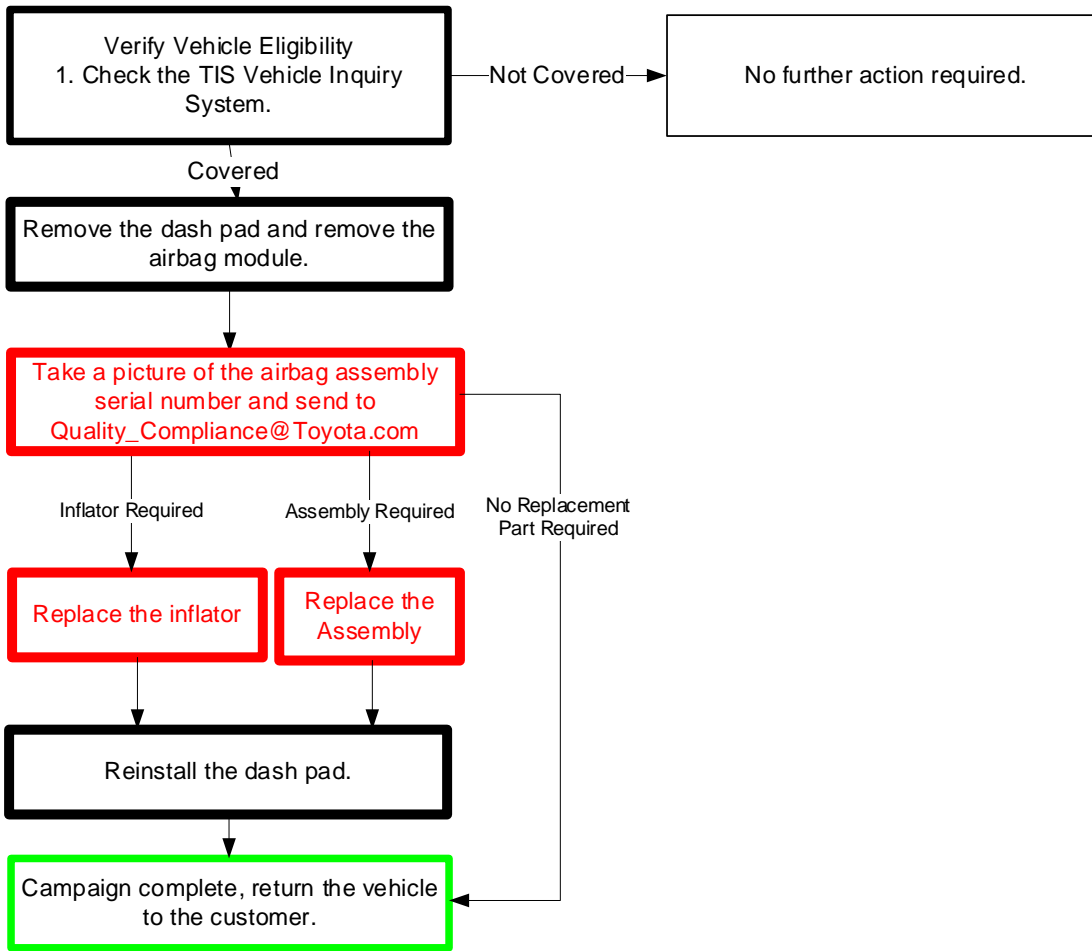 Verify Vehicle Eligibility
1. Check the TIS Vehicle Inquiry
System.
Not Covered
No further action required.
Covered
Remove the dash pad and remove the
airbag module.
Take a picture of the airbag assembly
serial number and send to
Quality_Compliance@Toyota.com
Inflator Required
Assembly Required
No Replacement
Part Required
Replace the inflator
Replace the
Assembly
Reinstall the dash pad.
Campaign complete, return the vehicle
to the customer.